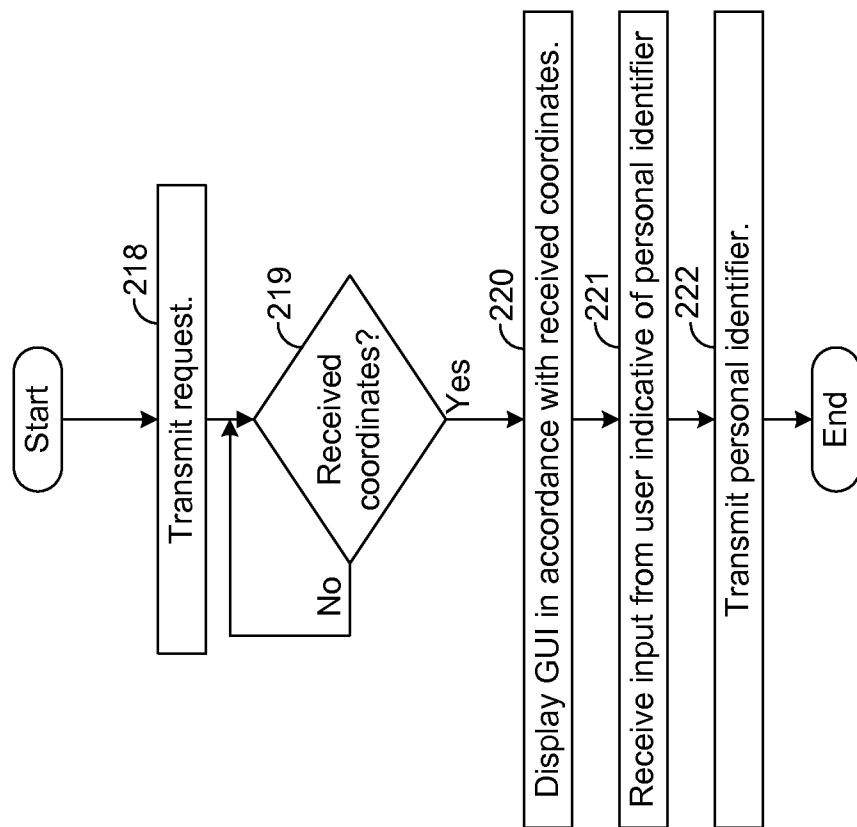 Start
218
Transmit request.
219
Received
coordinates?
No
Yes
220
Display GUI in accordance with received coordinates.
221
Receive input from user indicative of personal identifier
222
Transmit personal identifier.
End